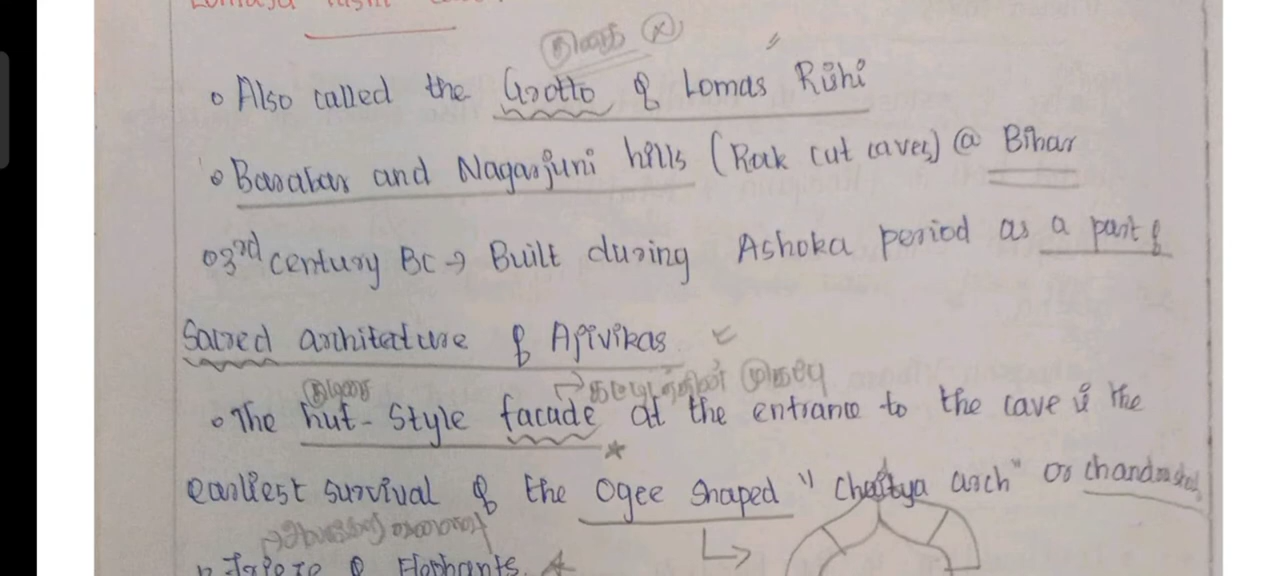 (X)
• Also called the Grotto of Lomas Rishi
• Barabar and Nagarjuni hills (Rock cut caves) @ Bihar
• 3rd century BC → Built during Ashoka period as a part of
Sacred architecture of Ajivikas
• The hut-Style facade at the entrance to the cave is the
earliest survival of the Ogee Shaped "Chaitya arch" or chandrashala
Elephants